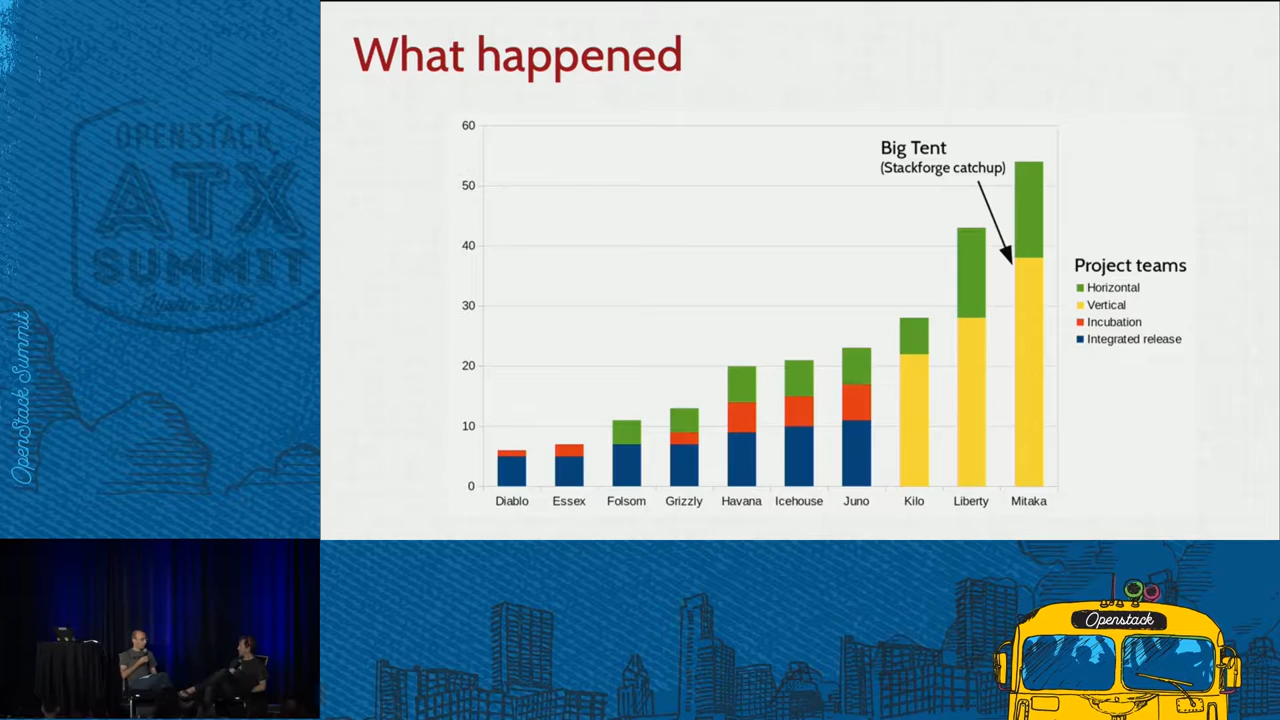 What happened
60
50
40
30
20
10
0
Big Tent
(Stackforge catchup)
Project teams
Horizontal
Vertical
Incubation
Integrated release
Diablo Essex Folsom Grizzly Havana Icehouse Juno Kilo Liberty Mitaka
OPENSTACK
ATX
SUMMIT
OpenStack Summit
Openstack